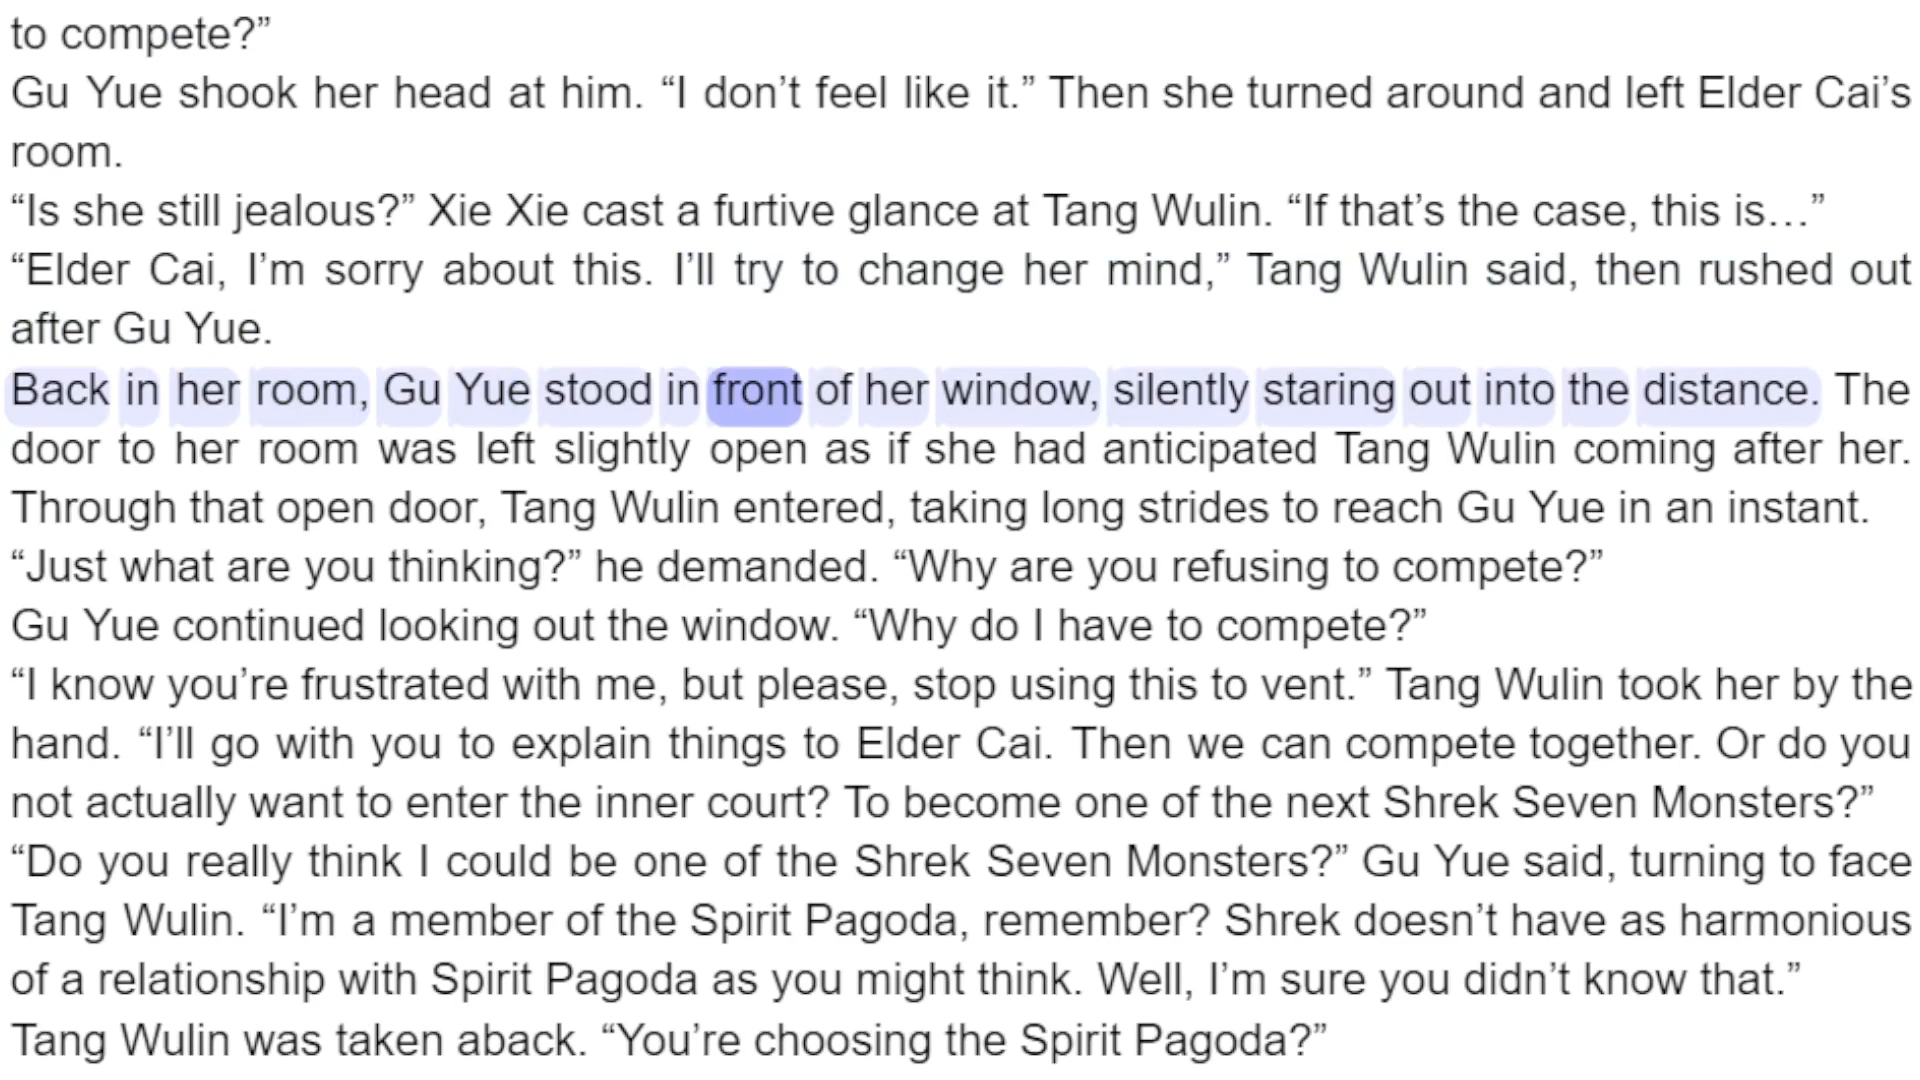 to compete?”
Gu Yue shook her head at him. “I don’t feel like it.” Then she turned around and left Elder Cai’s
room.
“Is she still jealous?” Xie Xie cast a furtive glance at Tang Wulin. “If that’s the case, this is…”
“Elder Cai, I’m sorry about this. I’ll try to change her mind,” Tang Wulin said, then rushed out
after Gu Yue.
Back in her room, Gu Yue stood in front of her window, silently staring out into the distance. The
door to her room was left slightly open as if she had anticipated Tang Wulin coming after her.
Through that open door, Tang Wulin entered, taking long strides to reach Gu Yue in an instant.
“Just what are you thinking?” he demanded. “Why are you refusing to compete?”
Gu Yue continued looking out the window. “Why do I have to compete?”
“I know you’re frustrated with me, but please, stop using this to vent.” Tang Wulin took her by the
hand. “I’ll go with you to explain things to Elder Cai. Then we can compete together. Or do you
not actually want to enter the inner court? To become one of the next Shrek Seven Monsters?”
“Do you really think I could be one of the Shrek Seven Monsters?” Gu Yue said, turning to face
Tang Wulin. “I’m a member of the Spirit Pagoda, remember? Shrek doesn’t have as harmonious
of a relationship with Spirit Pagoda as you might think. Well, I’m sure you didn’t know that.”
Tang Wulin was taken aback. “You’re choosing the Spirit Pagoda?”